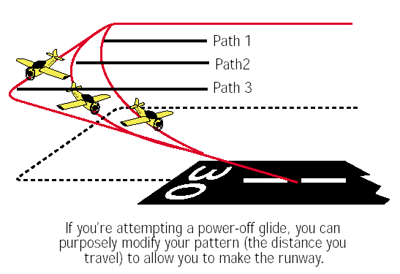 Path 1
Path2
Path 3
30
If you're attempting a power-off glide, you can
purposely modify your pattern (the distance you
travel) to allow you to make the runway.